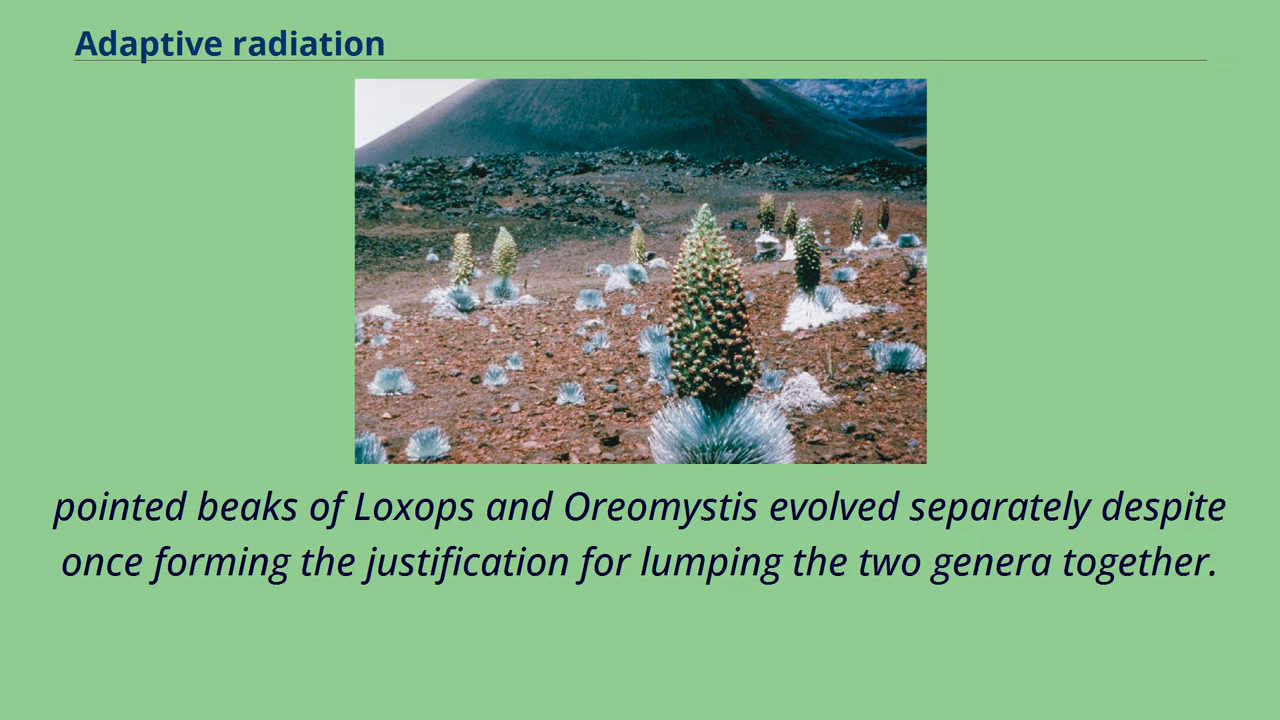 Adaptive radiation
pointed beaks of Loxops and Oreomystis evolved separately despite
once forming the justification for lumping the two genera together.